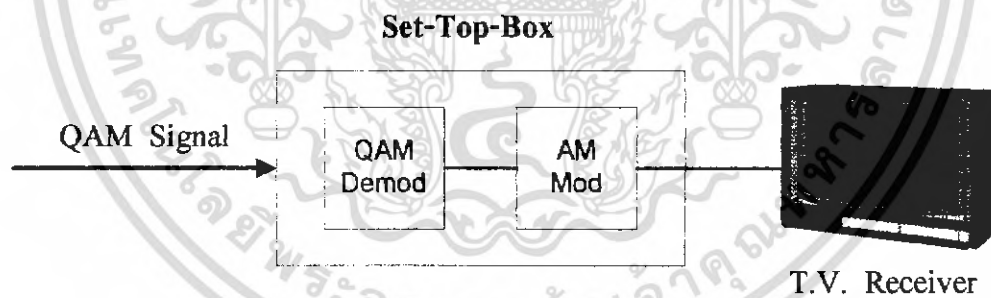 Set-Top-Box
QAM Signal
QAM
Demod
AM
Mod
T.V. Receiver